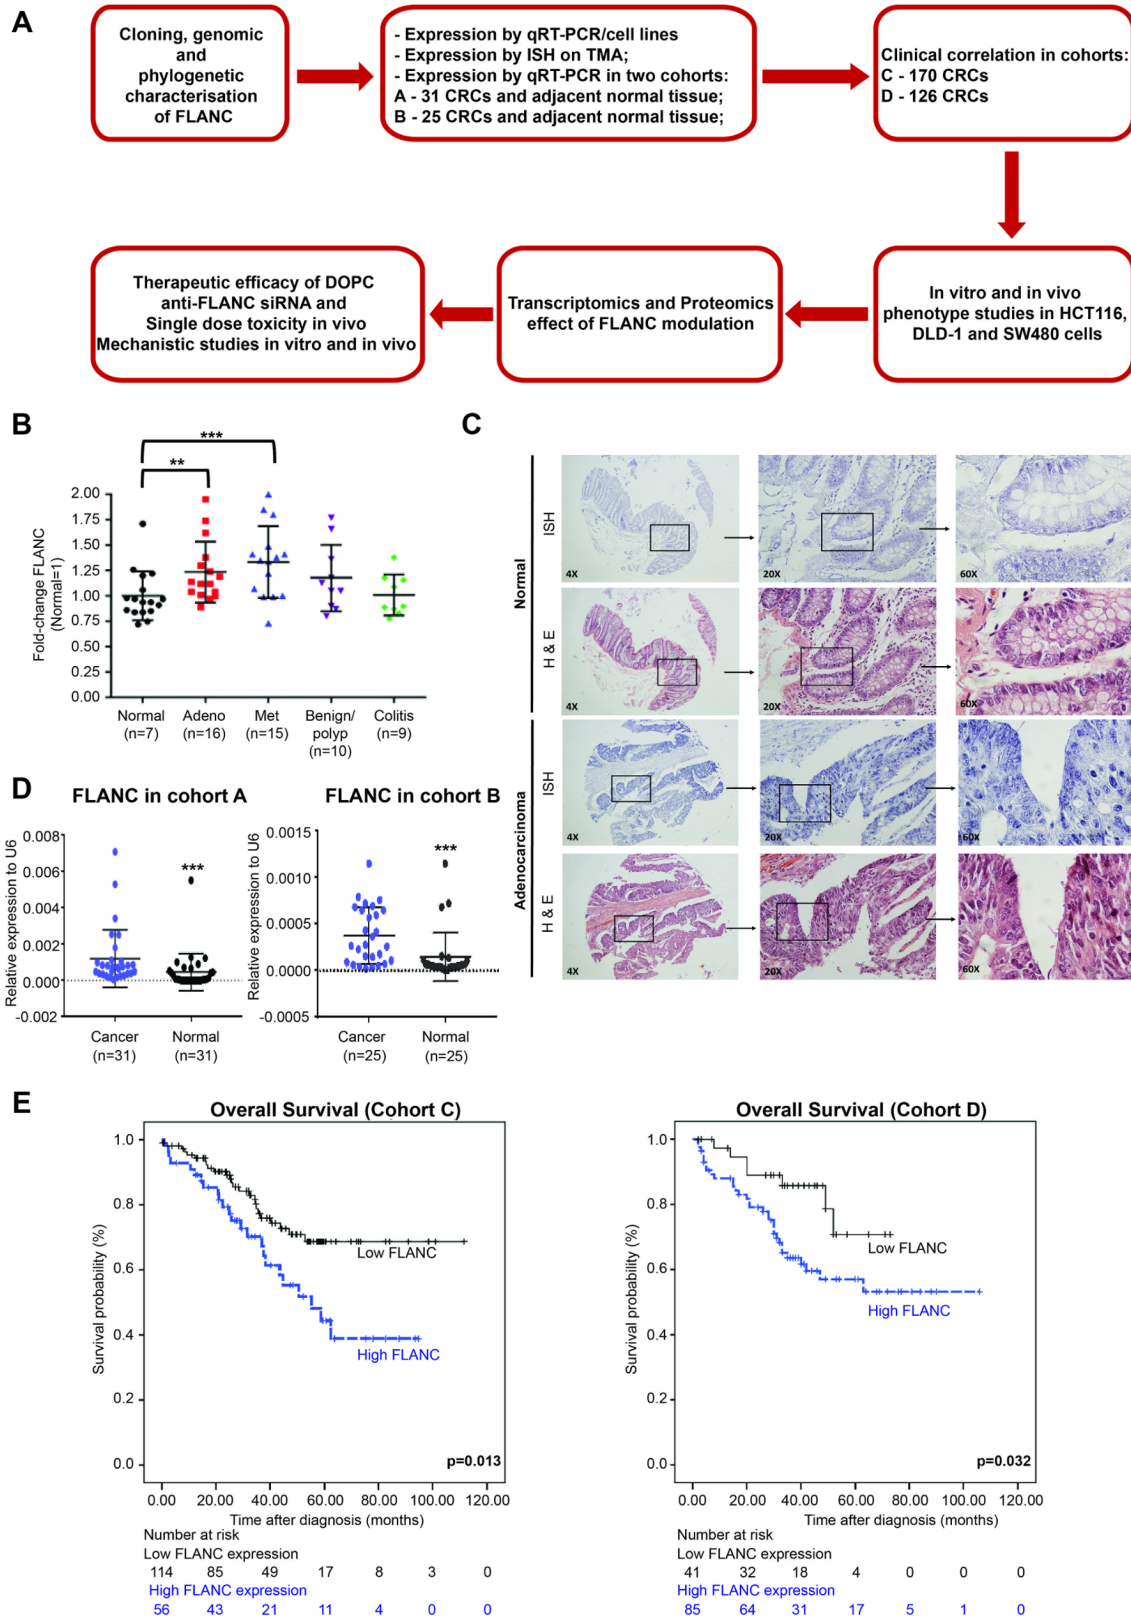 A
Cloning, genomic
and
phylogenetic
characterisation
of FLANC
- Expression by qRT-PCR/cell lines
- Expression by ISH on TMA;
- Expression by qRT-PCR in two cohorts:
A - 31 CRCs and adjacent normal tissue;
B - 25 CRCs and adjacent normal tissue;
Clinical correlation in cohorts:
C - 170 CRCs
D - 126 CRCs
Therapeutic efficacy of DOPC
anti-FLANC siRNA and
Single dose toxicity in vivo
Mechanistic studies in vitro and in vivo
Transcriptomics and Proteomics
effect of FLANC modulation
In vitro and in vivo
phenotype studies in HCT116,
DLD-1 and SW480 cells
B
***
**
Fold-change FLANC
(Normal=1)
2.00
1.75
1.50
1.25
1.00
0.75
0.50
0.25
0.00
Normal
(n=7)
Adeno
(n=16)
Met
(n=15)
Benign/
polyp
(n=10)
Colitis
(n=9)
C
Normal
ISH
4X
20X
60X
H & E
4X
20X
60X
Adenocarcinoma
ISH
4X
20X
60X
H & E
4X
20X
60X
D
FLANC in cohort A
Relative expression to U6
0.008
0.006
0.004
0.002
0.000
-0.002
***
Cancer
(n=31)
Normal
(n=31)
FLANC in cohort B
Relative expression to U6
0.0015
0.0010
0.0005
0.0000
-0.0005
***
Cancer
(n=25)
Normal
(n=25)
E
Overall Survival (Cohort C)
Survival probability (%)
1.0
0.8
0.6
0.4
0.2
0.0
Low FLANC
High FLANC
p=0.013
0.00 20.00 40.00 60.00 80.00 100.00 120.00
Time after diagnosis (months)
Number at risk
Low FLANC expression
114 85 49 17 8 3 0
High FLANC expression
56 43 21 11 4 0 0
Overall Survival (Cohort D)
Survival probability (%)
1.0
0.8
0.6
0.4
0.2
0.0
Low FLANC
High FLANC
p=0.032
0.00 20.00 40.00 60.00 80.00 100.00 120.00
Time after diagnosis (months)
Number at risk
Low FLANC expression
41 32 18 4 0 0 0
High FLANC expression
85 64 31 17 5 1 0